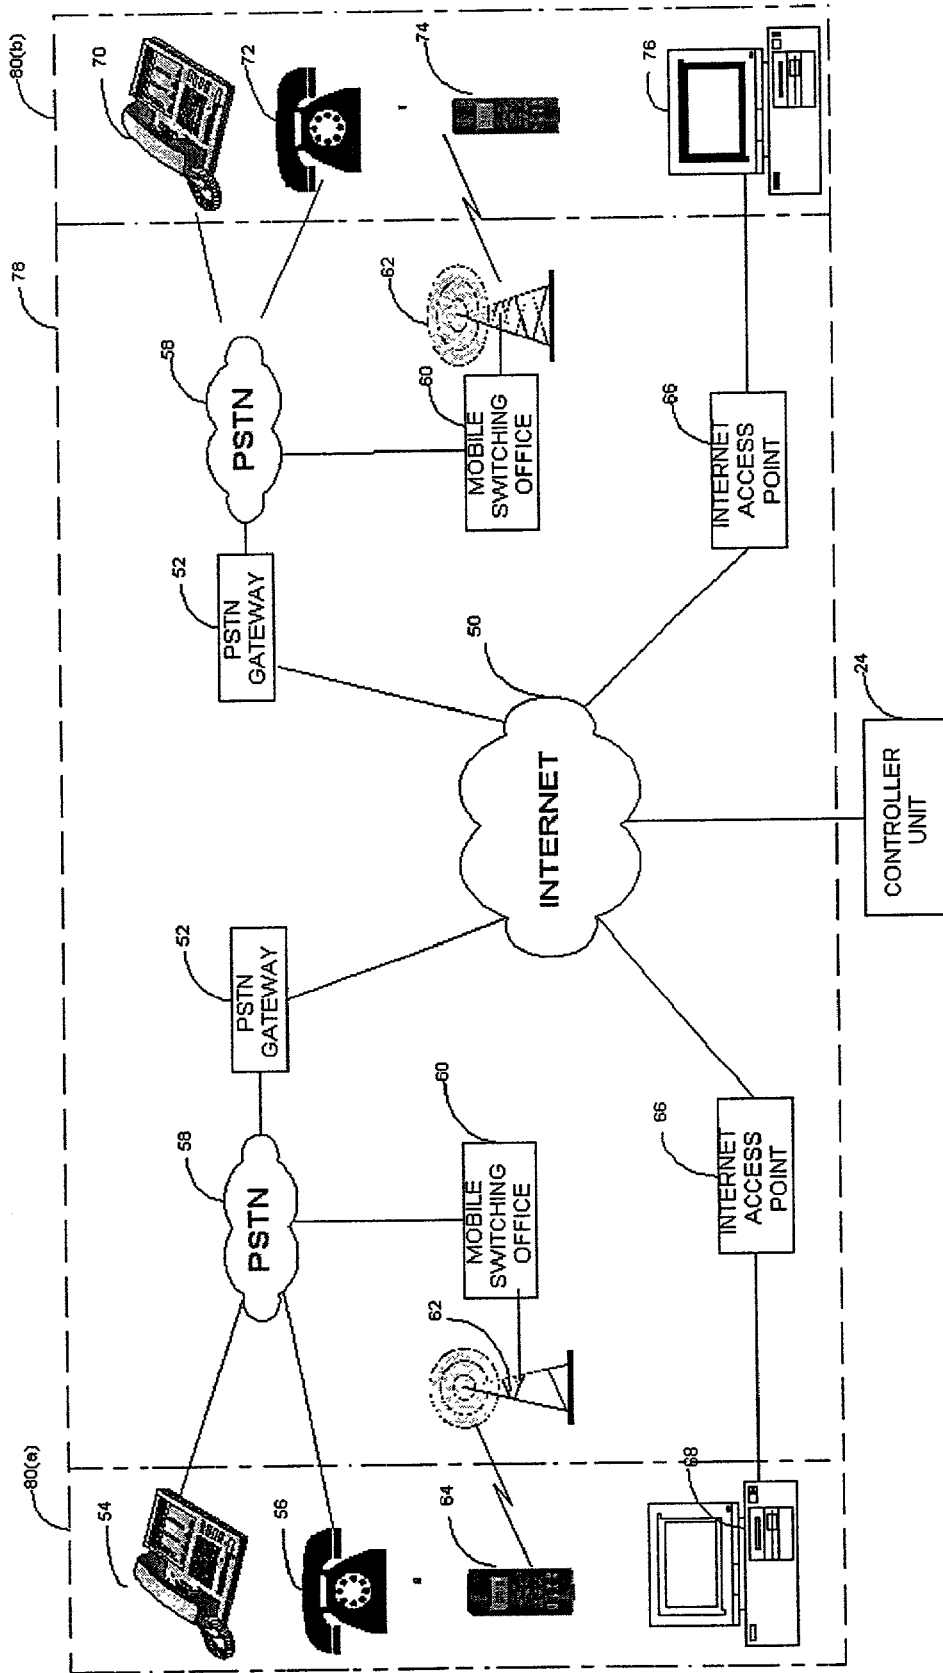 80(a)
78
80(b)
54
58
52
52
58
70
PSTN
PSTN
GATEWAY
PSTN
GATEWAY
PSTN
56
72
62
60
62
74
64
MOBILE
SWITCHING
OFFICE
50
60
MOBILE
SWITCHING
OFFICE
INTERNET
68
66
66
76
INTERNET
ACCESS
POINT
INTERNET
ACCESS
POINT
24
CONTROLLER
UNIT